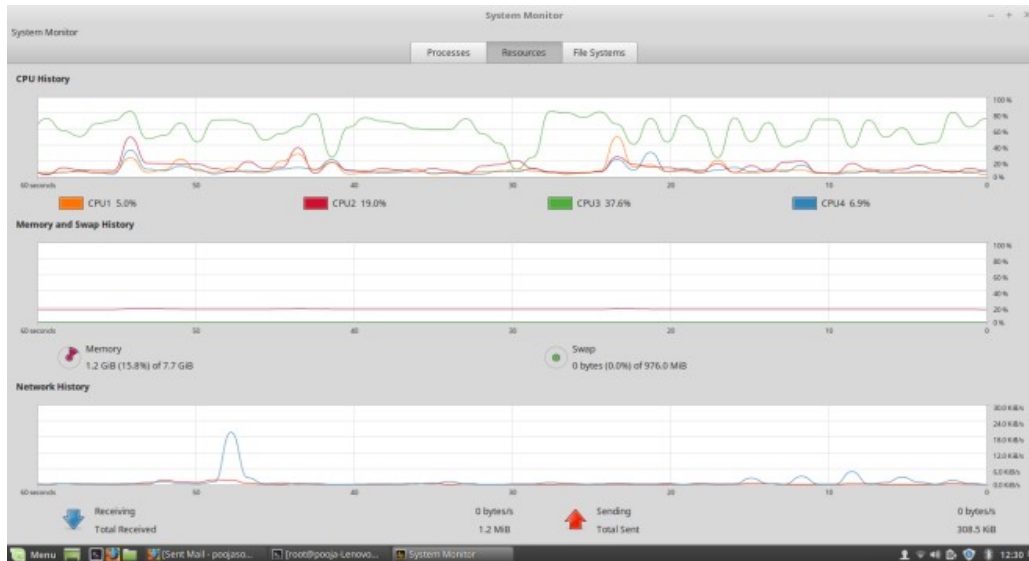 System Monitor
System Monitor
Processes Resources File Systems
CPU History
100 %
80 %
60 %
40 %
20 %
0 %
60 seconds 50 40 30 20 10 0
CPU1 5.0% CPU2 19.0% CPU3 37.6% CPU4 6.9%
Memory and Swap History
100 %
80 %
60 %
40 %
20 %
0 %
60 seconds 50 40 30 20 10 0
Memory Swap
1.2 GiB (15.8%) of 7.7 GiB 0 bytes (0.0%) of 976.0 MiB
Network History
30.0 KiB/s
24.0 KiB/s
18.0 KiB/s
12.0 KiB/s
6.0 KiB/s
0.0 KiB/s
60 seconds 50 40 30 20 10 0
Receiving 0 bytes/s Sending 0 bytes/s
Total Received 1.2 MiB Total Sent 308.5 KiB
Menu [Sent Mail - poojaso... [root@pooja-Lenovo... System Monitor 12:30